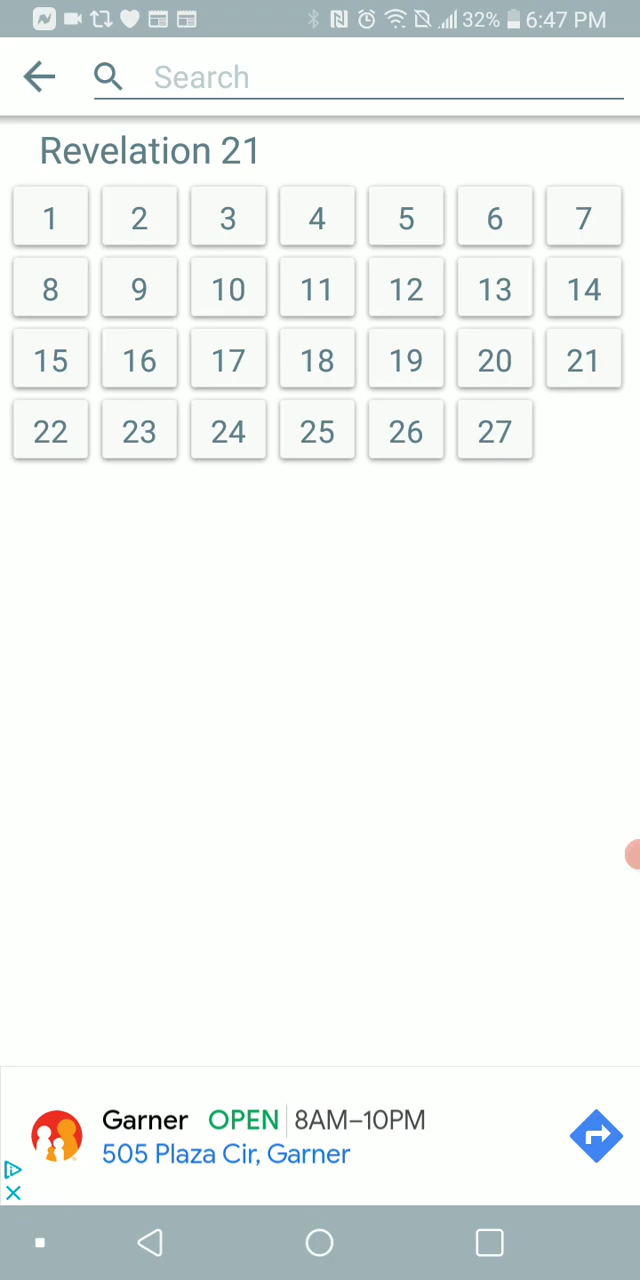 32% 6:47 PM
Search
Revelation 21
1 2 3 4 5 6 7
8 9 10 11 12 13 14
15 16 17 18 19 20 21
22 23 24 25 26 27
Garner OPEN 8AM–10PM
505 Plaza Cir, Garner